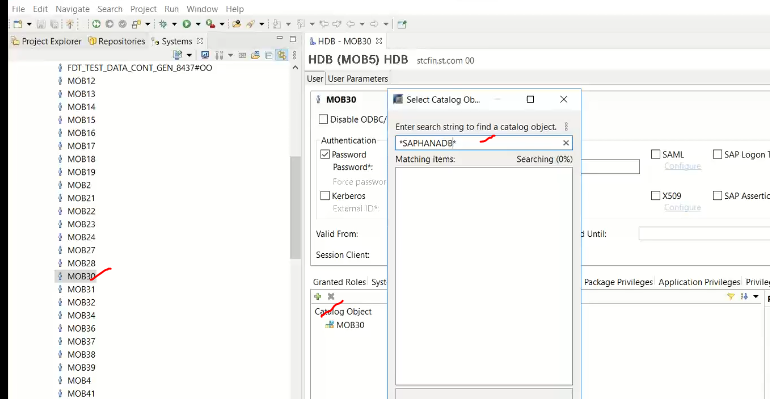 File Edit Navigate Search Project Run Window Help
Project Explorer Repositories Systems
HDB - MOB30
FDT_TEST_DATA_CONT_GEN_8437#OO
MOB12
MOB13
MOB14
MOB15
MOB16
MOB17
MOB18
MOB19
MOB2
MOB21
MOB22
MOB23
MOB24
MOB27
MOB28
MOB30
MOB31
MOB32
MOB34
MOB36
MOB37
MOB38
MOB39
MOB4
MOB41
HDB (MOB5) HDB stcfin.st.com 00
User User Parameters
MOB30
Disable ODBC/
Authentication
Password
Password*:
Force passwor
Kerberos
External ID*:
Valid From:
Session Client:
SAML
Configure
SAP Logon T
X509
Configure
SAP Assertio
d Until:
Granted Roles Syst
Package Privileges Application Privileges Privileg
Catalog Object
MOB30
Select Catalog Ob...
Enter search string to find a catalog object.
*SAPHANADB*
Matching items: Searching (0%)